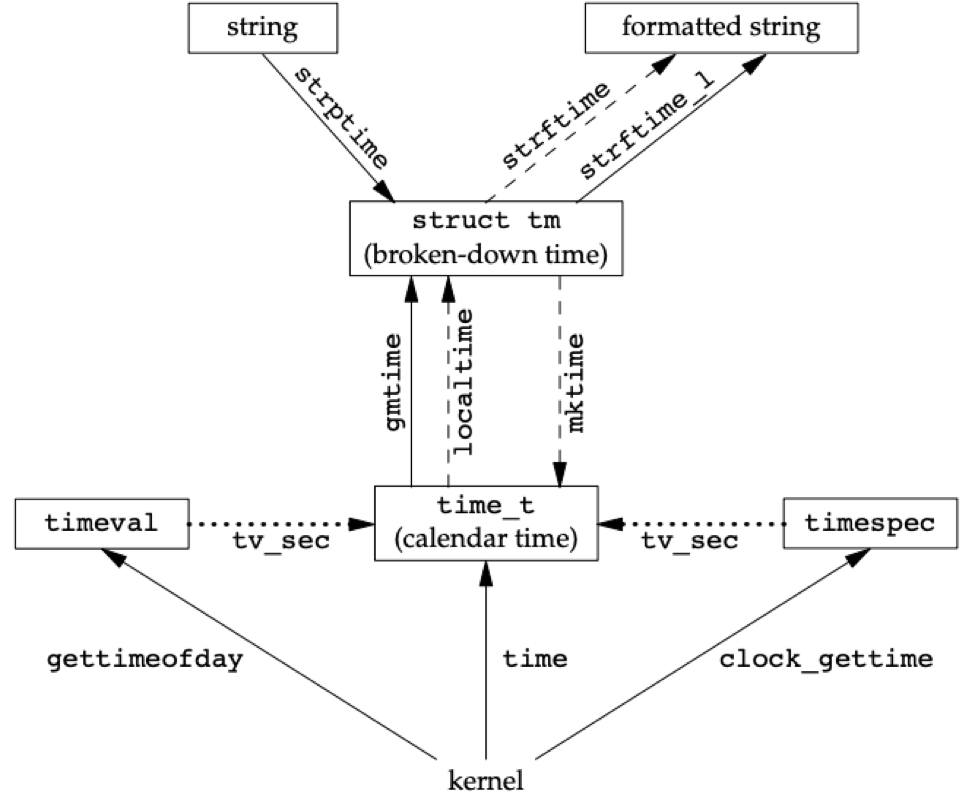 string
formatted string
strptime
strftime
strftime_l
struct tm
(broken-down time)
gmtime
localtime
mktime
timeval
tv_sec
time_t
(calendar time)
tv_sec
timespec
gettimeofday
time
clock_gettime
kernel